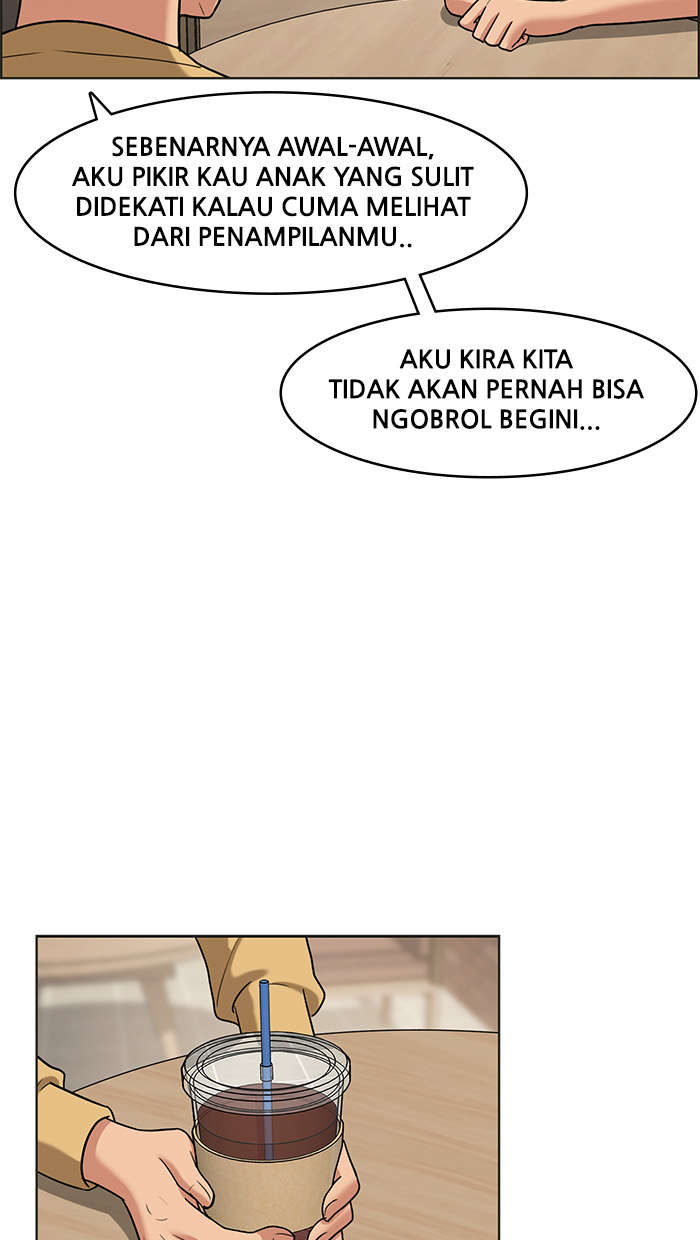 SEBENARNYA AWAL-AWAL,
AKU PIKIR KAU ANAK YANG SULIT
DIDEKATI KALAU CUMA MELIHAT
DARI PENAMPILANMU..
AKU KIRA KITA
TIDAK AKAN PERNAH BISA
NGOBROL BEGINI...